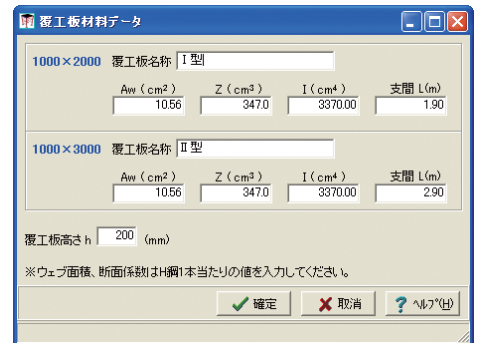 覆工板材料データ
1000×2000 覆工板名称 Ⅰ型
Aw (cm²) Z (cm³) I (cm⁴) 支間 L(m)
10.56 347.0 3370.00 1.90
1000×3000 覆工板名称 Ⅱ型
Aw (cm²) Z (cm³) I (cm⁴) 支間 L(m)
10.56 347.0 3370.00 2.90
覆工板高さ h 200 (mm)
※ウェブ面積、断面係数はH鋼1本当たりの値を入力してください。
確定 取消 ヘルプ(H)